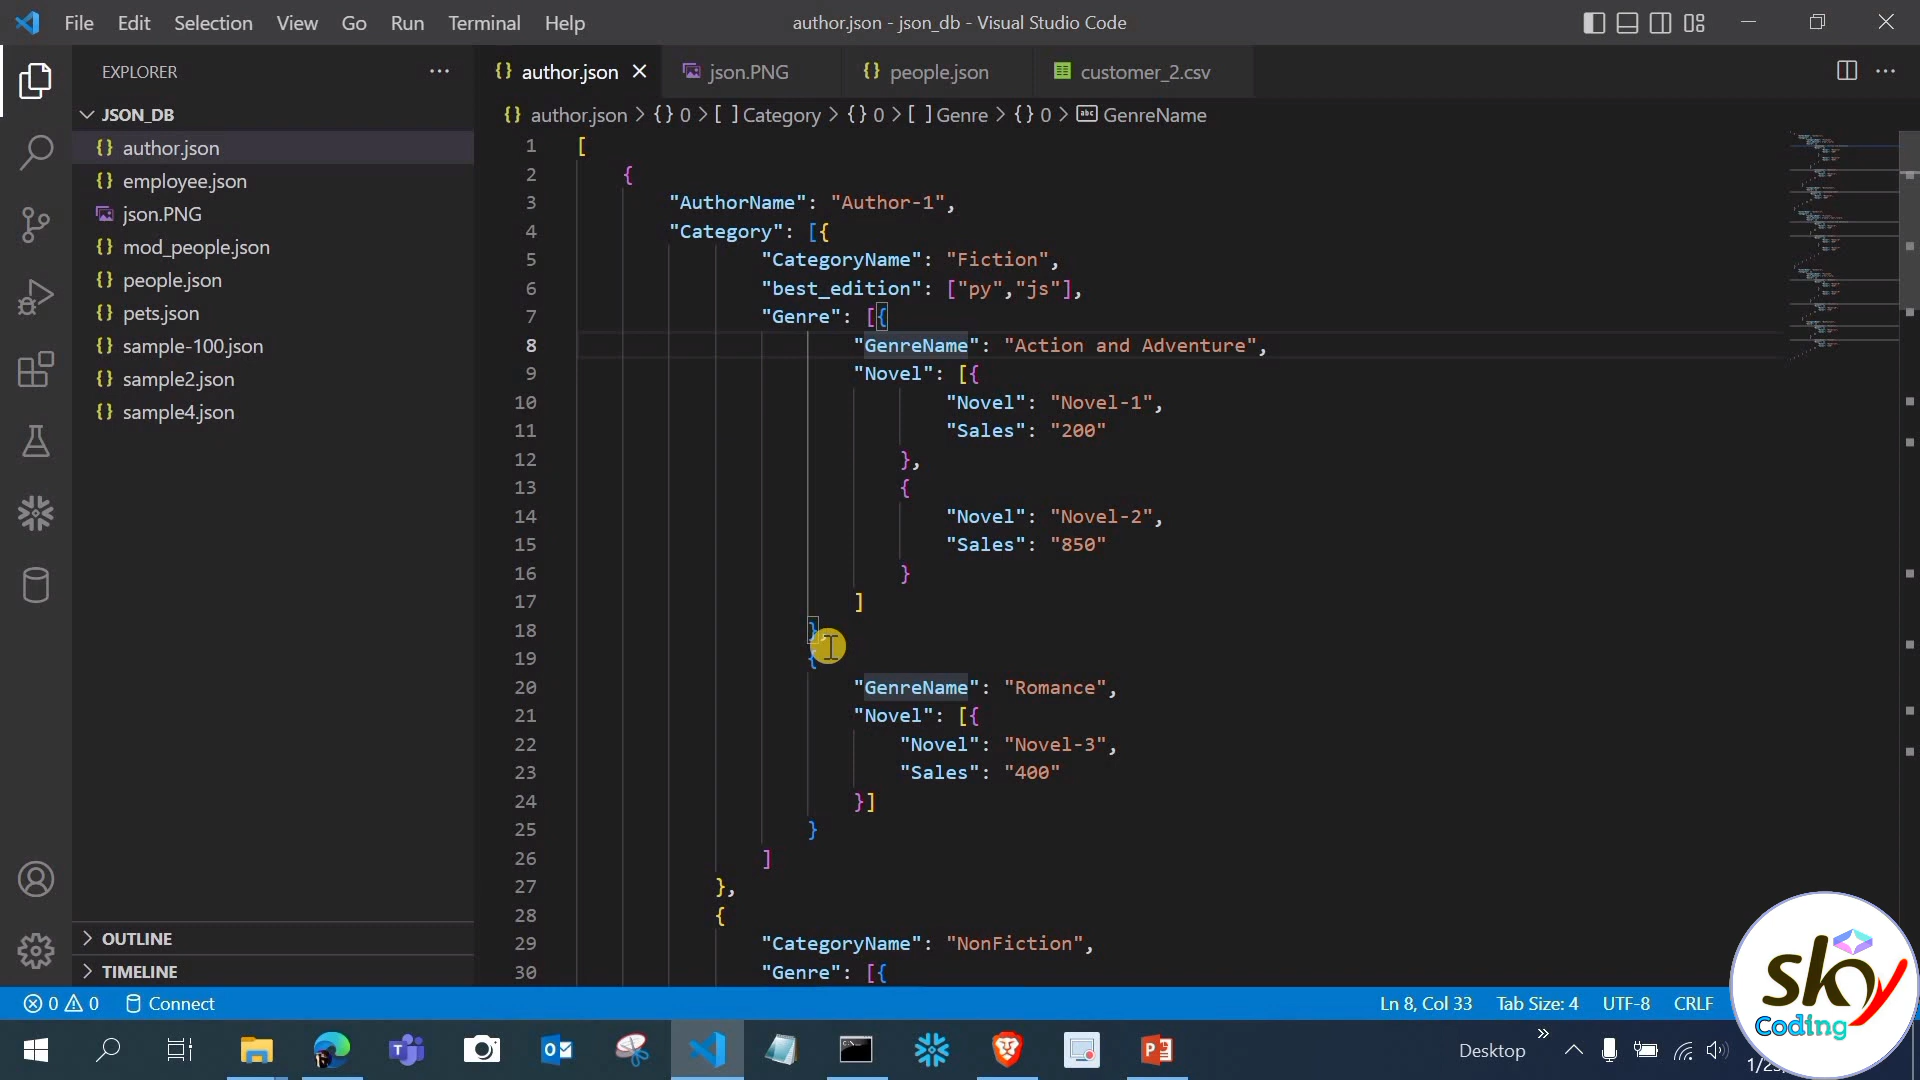 File Edit Selection View Go Run Terminal Help
author.json - json_db - Visual Studio Code
EXPLORER
JSON_DB
author.json
employee.json
json.PNG
mod_people.json
people.json
pets.json
sample-100.json
sample2.json
sample4.json
OUTLINE
TIMELINE
author.json json.PNG people.json customer_2.csv
{} author.json > {} 0 > [ ] Category > {} 0 > [ ] Genre > {} 0 > abc GenreName
1 [
2 {
3 "AuthorName": "Author-1",
4 "Category": [{
5 "CategoryName": "Fiction",
6 "best_edition": ["py","js"],
7 "Genre": [{
8 "GenreName": "Action and Adventure",
9 "Novel": [{
10 "Novel": "Novel-1",
11 "Sales": "200"
12 },
13 {
14 "Novel": "Novel-2",
15 "Sales": "850"
16 }
17 ]
18 },
19 {
20 "GenreName": "Romance",
21 "Novel": [{
22 "Novel": "Novel-3",
23 "Sales": "400"
24 }]
25 }
26 ]
27 },
28 {
29 "CategoryName": "NonFiction",
30 "Genre": [{
0 0 Connect
Ln 8, Col 33 Tab Size: 4 UTF-8 CRLF
sky
Coding
Desktop